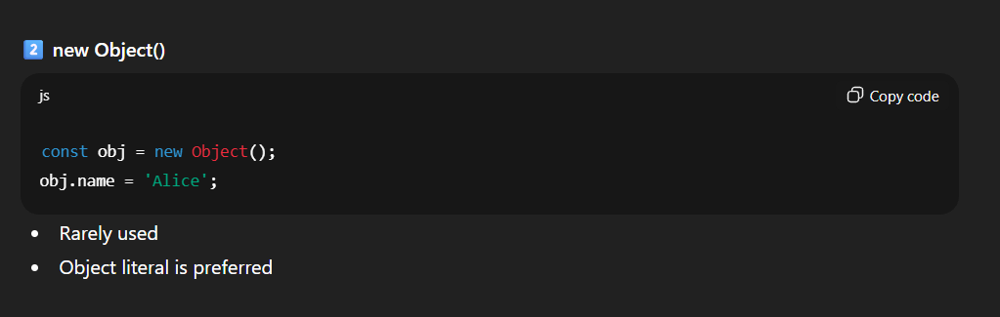 2 new Object()
js
Copy code
const obj = new Object();
obj.name = 'Alice';
• Rarely used
• Object literal is preferred